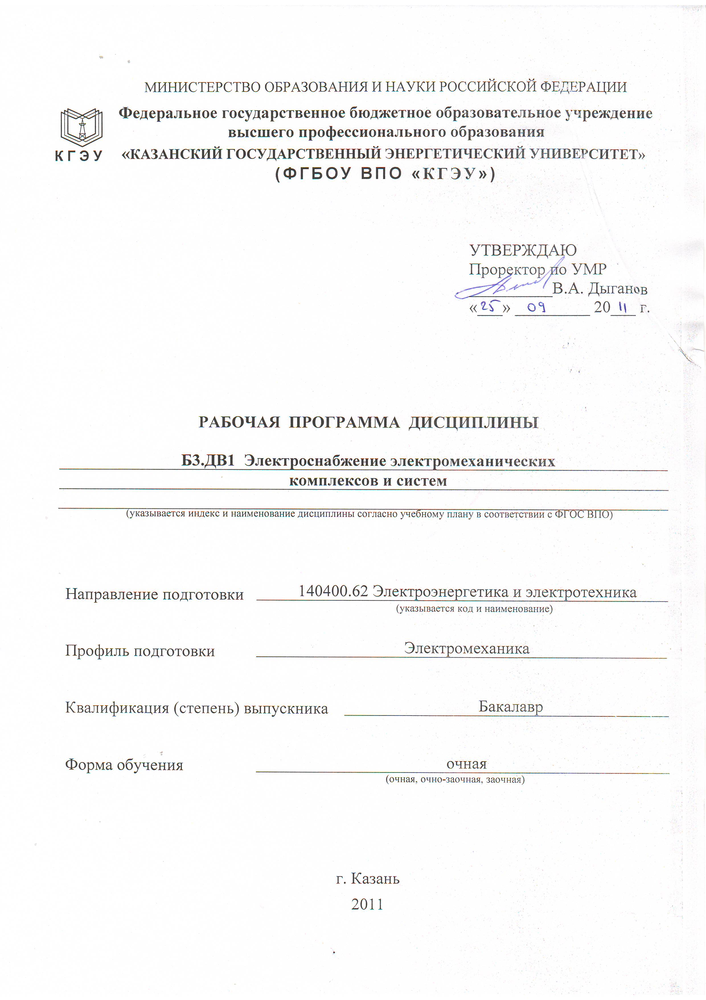 МИНИСТЕРСТВО ОБРАЗОВАНИЯ И НАУКИ РОССИЙСКОЙ ФЕДЕРАЦИИ
Федеральное государственное бюджетное образовательное учреждение
высшего профессионального образования
КГЭУ
«КАЗАНСКИЙ ГОСУДАРСТВЕННЫЙ ЭНЕРГЕТИЧЕСКИЙ УНИВЕРСИТЕТ»
(ФГБОУ ВПО «КГЭУ»)
УТВЕРЖДАЮ
Проректор по УМР
В.А. Дыганов
«25» 09 2011 г.
РАБОЧАЯ ПРОГРАММА ДИСЦИПЛИНЫ
Б3.ДВ1 Электроснабжение электромеханических
комплексов и систем
(указывается индекс и наименование дисциплины согласно учебному плану в соответствии с ФГОС ВПО)
Направление подготовки 140400.62 Электроэнергетика и электротехника
(указывается код и наименование)
Профиль подготовки Электромеханика
Квалификация (степень) выпускника Бакалавр
Форма обучения очная
(очная, очно-заочная, заочная)
г. Казань
2011